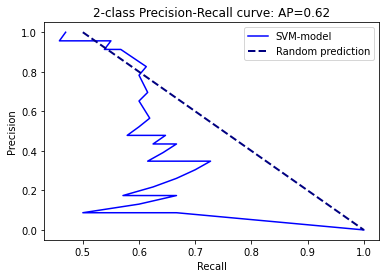 2-class Precision-Recall curve: AP=0.62
SVM-model
Random prediction
Precision
1.0
0.8
0.6
0.4
0.2
0.0
0.5 0.6 0.7 0.8 0.9 1.0
Recall